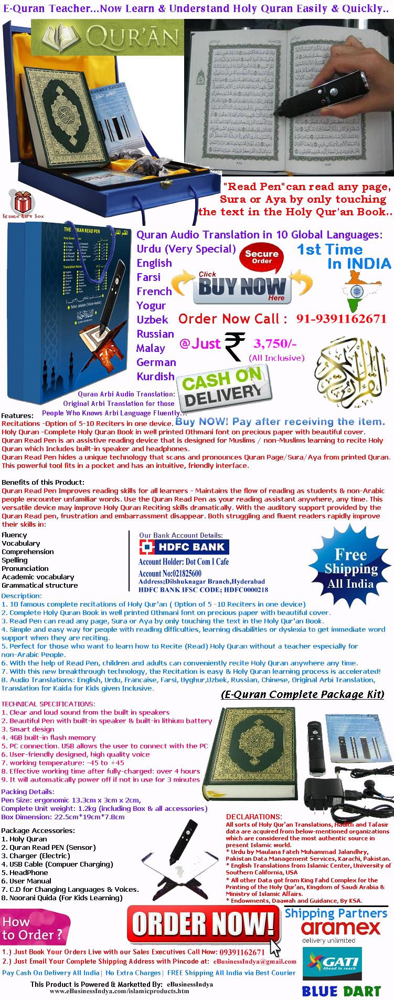 E-Quran Teacher...Now Learn & Understand Holy Quran Easily & Quickly..
QUR'ĀN
"Read Pen"can read any page,
Sura or Aya by only touching
the text in the Holy Qur'an Book..
DESIGN GIFT BOX
THE QURAN READ PEN
Translation Voices
Tafsir Jalalain (Voice-Arabic)
Quran Audio Translation in 10 Global Languages:
Urdu (Very Special)
English
Farsi
French
Yogur
Uzbek
Russian
Malay
German
Kurdish
Secure
Order
1st Time
In INDIA
Click
BUY NOW
Here
Order Now Call : 91-9391162671
@Just ₹ 3,750/-
(All Inclusive)
CASH ON
DELIVERY
Quran Arbi Audio Translation:
Original Arbi Translation for those
People Who Knows Arbi Language Fluently...
Buy NOW! Pay after receiving the item.
Features:
Recitations -Option of 5-10 Reciters in one device.
Holy Quran -Complete Holy Quran Book in well printed Othmani font on precious paper with beautiful cover.
Quran Read Pen is an assistive reading device that is designed for Muslims / non-Muslims learning to recite Holy
Quran which Includes built-in speaker and headphones.
Quran Read Pen hides a unique technology that scans and pronounces Quran Page/Sura/Aya from printed Quran.
This powerful tool fits in a pocket and has an intuitive, friendly interface.
Benefits of this Product:
Quran Read Pen Improves reading skills for all learners - Maintains the flow of reading as students & non-Arabic
people encounter unfamiliar words. Use the Quran Read Pen as your reading assistant anywhere, any time. This
versatile device may improve Holy Quran Reciting skills dramatically. With the auditory support provided by the
Quran Read pen, frustration and embarrassment disappear. Both struggling and fluent readers rapidly improve
their skills in:
Fluency
Vocabulary
Comprehension
Spelling
Pronunciation
Academic vocabulary
Grammatical structure
Our Bank Account Details:
HDFC BANK
Account Holder: Dot Com I Cafe
Account No:021825600
Address;Dilshuknagar Branch,Hyderabad
HDFC BANK IFSC CODE; HDFC0000218
Free
Shipping
All India
Description:
1. 10 famous complete recitations of Holy Qur'an ( Option of 5 -10 Reciters in one device)
2. Complete Holy Quran Book in well printed Othmani font on precious paper with beautiful cover.
3. Read Pen can read any page, Sura or Aya by only touching the text in the Holy Qur'an Book.
4. Simple and easy way for people with reading difficulties, learning disabilities or dyslexia to get immediate word
support when they are reciting.
5. Perfect for those who want to learn how to Recite (Read) Holy Quran without a teacher especially for
non-Arabic People.
6. With the help of Read Pen, children and adults can conveniently recite Holy Quran anywhere any time.
7. With this new breakthrough technology, the Recitation is easy & Holy Quran learning process is accelerated!
8. Audio Translations: English, Urdu, Francaise, Farsi, Uyghur,Uzbek, Russian, Chinese, Original Arbi Translation,
Translation for Kaida for Kids given Inclusive.
(E-Quran Complete Package Kit)
TECHNICAL SPECIFICATIONS:
1. Clear and loud sound from the built in speakers
2. Beautiful Pen with built-in speaker & built-in lithium battery
3. Smart design
4. 4GB built-in flash memory
5. PC connection. USB allows the user to connect with the PC
6. User-friendly designed, high quality voice
7. working temperature: -45 to +45
8. Effective working time after fully-charged: over 4 hours
9. It will automatically power off if not in use for 3 minutes
Packing Details:
Pen Size: ergonomic 13.3cm x 3cm x 2cm,
Complete Unit weight: 1.2kg (including Box & all accessories)
Box Dimension: 22.5cm*19cm*7.8cm
Package Accessories:
1. Holy Quran
2. Quran Read PEN (Sensor)
3. Charger (Electric)
4. USB Cable (Compuer Charging)
5. HeadPhone
6. User Manual
7. C.D for Changing Languages & Voices.
8. Noorani Quida (For Kids Learning)
DECLARATIONS:
All sorts of Holy Qur'an Translations, Hadith and Tafasir
data are acquired from below-mentioned organizations
which are considered the most authentic source in
present Islamic world.
* Urdu by Maulana Fateh Muhammad Jalandhry,
Pakistan Data Management Services, Karachi, Pakistan.
* English Translations from Islamic Center, University of
Southern California, USA
* All other Data got from King Fahd Complex for the
Printing of the Holy Qur'an, Kingdom of Saudi Arabia &
Ministry of Islamic Affairs.
* Endowments, Daawah and Guidance, By KSA.
How
to Order ?
ORDER NOW!
Shipping Partners
aramex
delivery unlimited
GATI
Ahead in reach
BLUE DART
1.) Just Book Your Orders Live with our Sales Executives Call Now: 09391162671
2.) Just Email Your Complete Shipping Address with Pincode at: eBusinessIndya@gmail.com
Pay Cash On Delivery All India| No Extra Charges| FREE Shipping All India via Best Courier
This Product is Powered & Marketted By: eBusinessIndya
www.eBusinessIndya.com/islamicproducts.htm